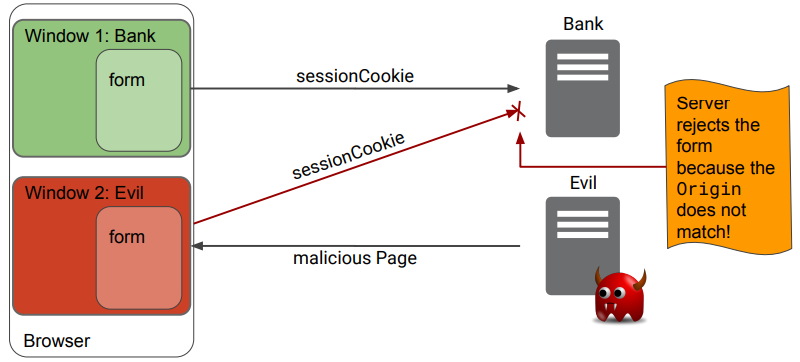 Window 1: Bank
form
sessionCookie
Bank
Server
rejects the
form
because the
Origin
does not
match!
sessionCookie
Window 2: Evil
form
Evil
malicious Page
Browser